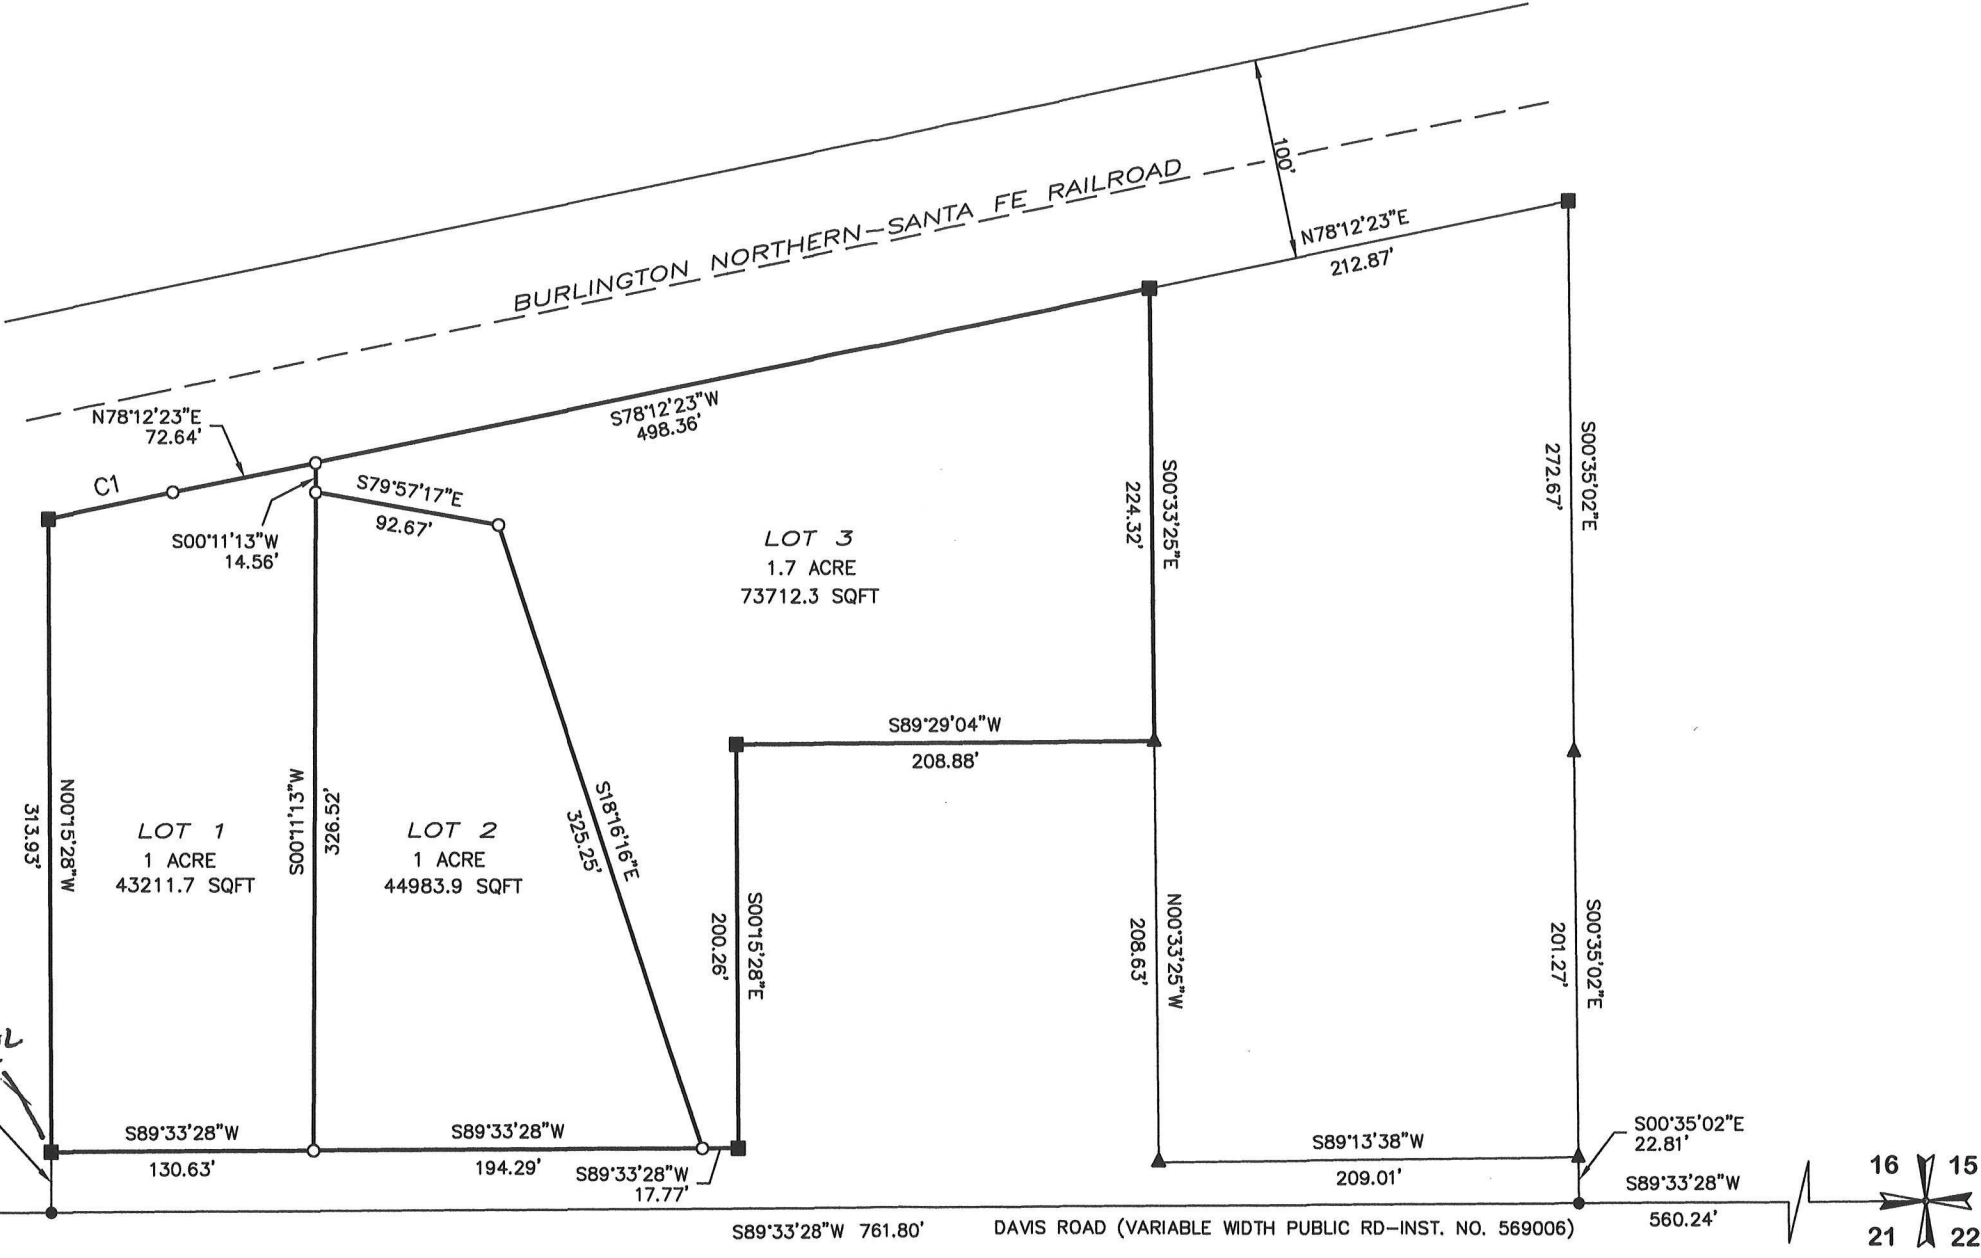 100'
BURLINGTON NORTHERN-SANTA FE RAILROAD
N78°12'23"E
212.87'
N78°12'23"E
72.64'
S78°12'23"W
498.36'
C1
S79°57'17"E
92.67'
S00°11'13"W
14.56'
S00°33'25"E
224.32'
S00°35'02"E
272.67'
LOT 3
1.7 ACRE
73712.3 SQFT
S89°29'04"W
208.88'
N00°15'28"W
313.93'
LOT 1
1 ACRE
43211.7 SQFT
S00°11'13"W
326.52'
LOT 2
1 ACRE
44983.9 SQFT
S18°16'16"E
325.25'
S00°15'28"E
200.26'
N00°33'25"W
208.63'
S00°35'02"E
201.27'
S89°33'28"W
130.63'
S89°33'28"W
194.29'
S89°33'28"W
17.77'
S89°13'38"W
209.01'
S00°35'02"E
22.81'
S89°33'28"W
560.24'
16 15
21 22
S89°33'28"W 761.80'
DAVIS ROAD (VARIABLE WIDTH PUBLIC RD-INST. NO. 569006)